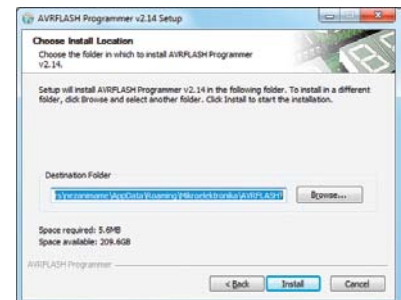 AVRFLASH Programmer v2.14 Setup
Choose Install Location
Choose the folder in which to install AVRFLASH Programmer
v2.14.
Setup will install AVRFLASH Programmer v2.14 in the following folder. To install in a different
folder, click Browse and select another folder. Click Install to start the installation.
Destination Folder
\AppData\Roaming\Mikroelektronika\AVRFLASH\
Browse...
Space required: 5.6MB
Space available: 209.6GB
AVRFLASH Programmer
< Back
Install
Cancel